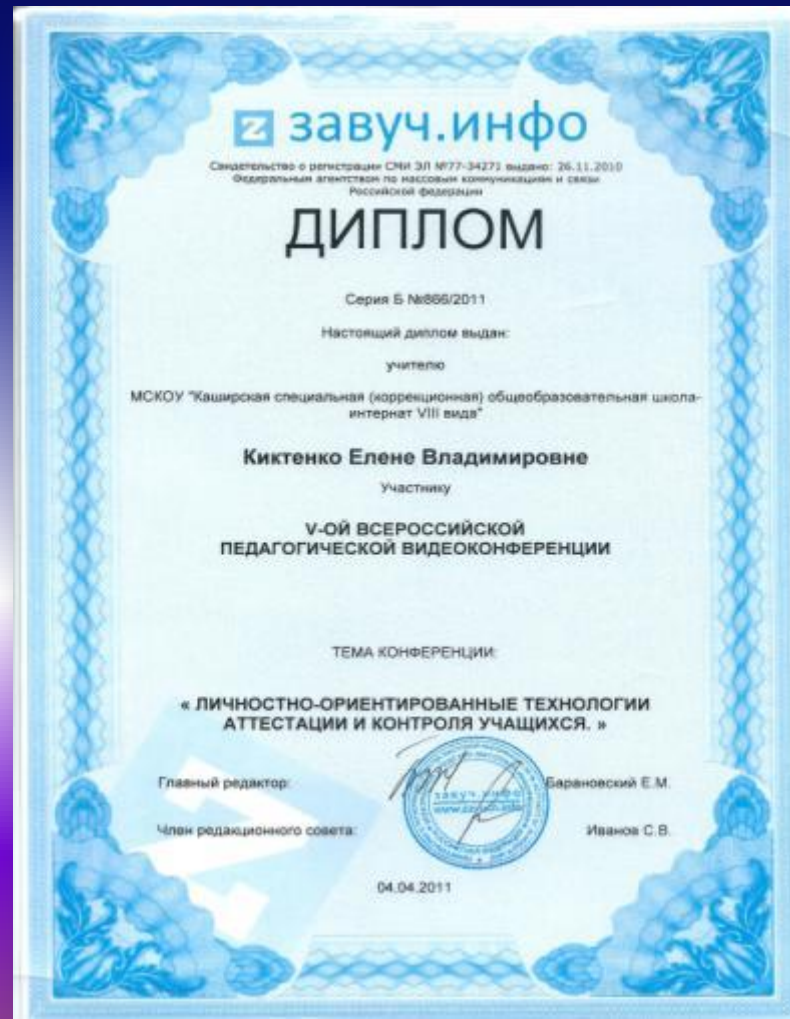 Z завуч.инфо
Свидетельство о регистрации СМИ ЭЛ №77-34271 выдано: 26.11.2010
Федеральным агентством по массовым коммуникациям и связи
Российской федерации
ДИПЛОМ
Серия Б №866/2011
Настоящий диплом выдан:
учителю
МСКОУ "Каширская специальная (коррекционная) общеобразовательная школа-
интернат VIII вида"
Киктенко Елене Владимировне
Участнику
V-ОЙ ВСЕРОССИЙСКОЙ
ПЕДАГОГИЧЕСКОЙ ВИДЕОКОНФЕРЕНЦИИ
ТЕМА КОНФЕРЕНЦИИ:
« ЛИЧНОСТНО-ОРИЕНТИРОВАННЫЕ ТЕХНОЛОГИИ
АТТЕСТАЦИИ И КОНТРОЛЯ УЧАЩИХСЯ. »
Главный редактор: Барановский Е.М.
завуч.инфо
Член редакционного совета: Иванов С.В.
04.04.2011